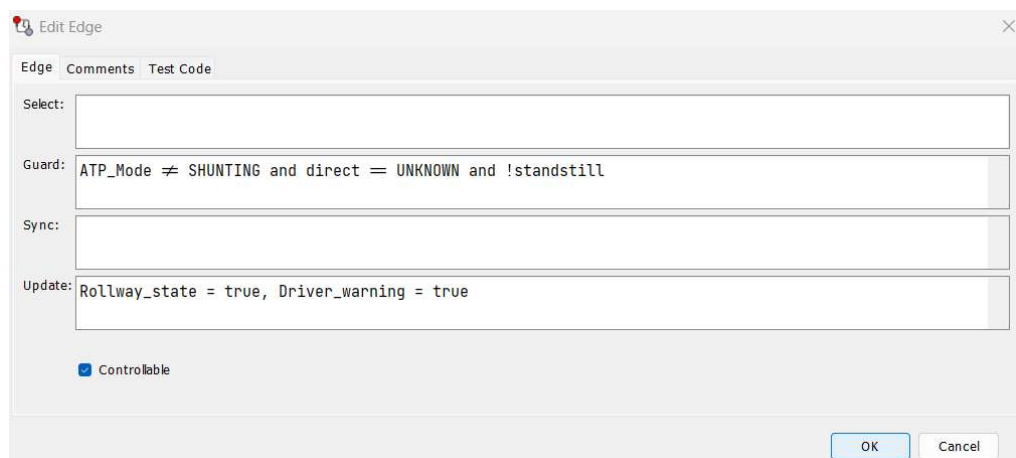 Edit Edge
Edge Comments Test Code
Select:
Guard: ATP_Mode ≠ SHUNTING and direct == UNKNOWN and !standstill
Sync:
Update: Rollway_state = true, Driver_warning = true
Controllable
OK Cancel